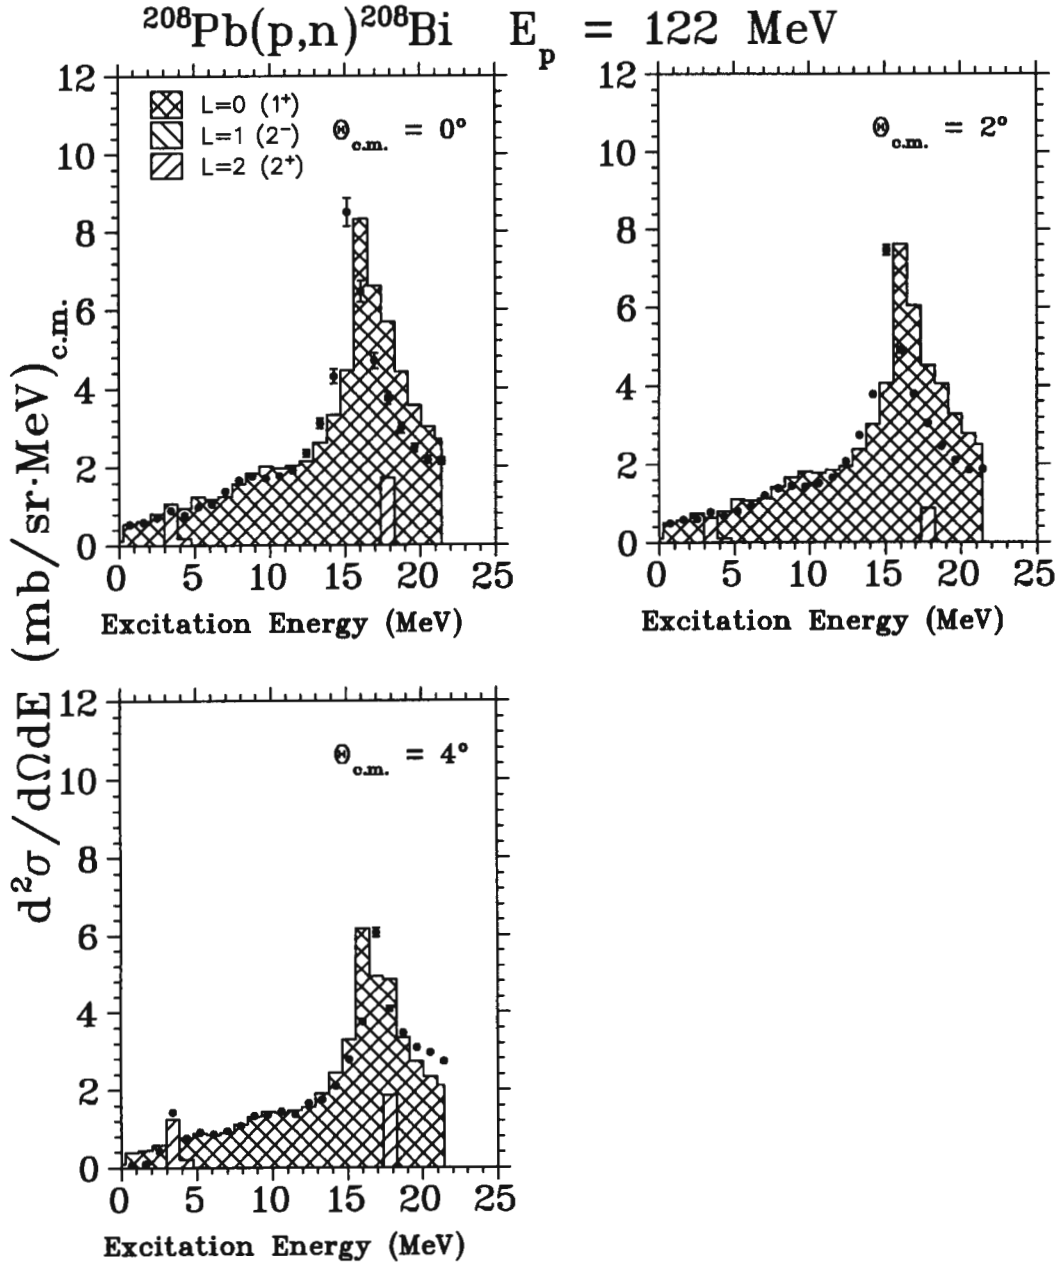 ²⁰⁸Pb(p,n)²⁰⁸Bi   E_p = 122 MeV
d²σ/dΩdE (mb/sr·MeV)_c.m.
L=0 (1⁺)
L=1 (2⁻)
L=2 (2⁺)
Θ_c.m. = 0°
12
10
8
6
4
2
0
0 5 10 15 20 25
Excitation Energy (MeV)
Θ_c.m. = 2°
12
10
8
6
4
2
0
0 5 10 15 20 25
Excitation Energy (MeV)
Θ_c.m. = 4°
12
10
8
6
4
2
0
0 5 10 15 20 25
Excitation Energy (MeV)